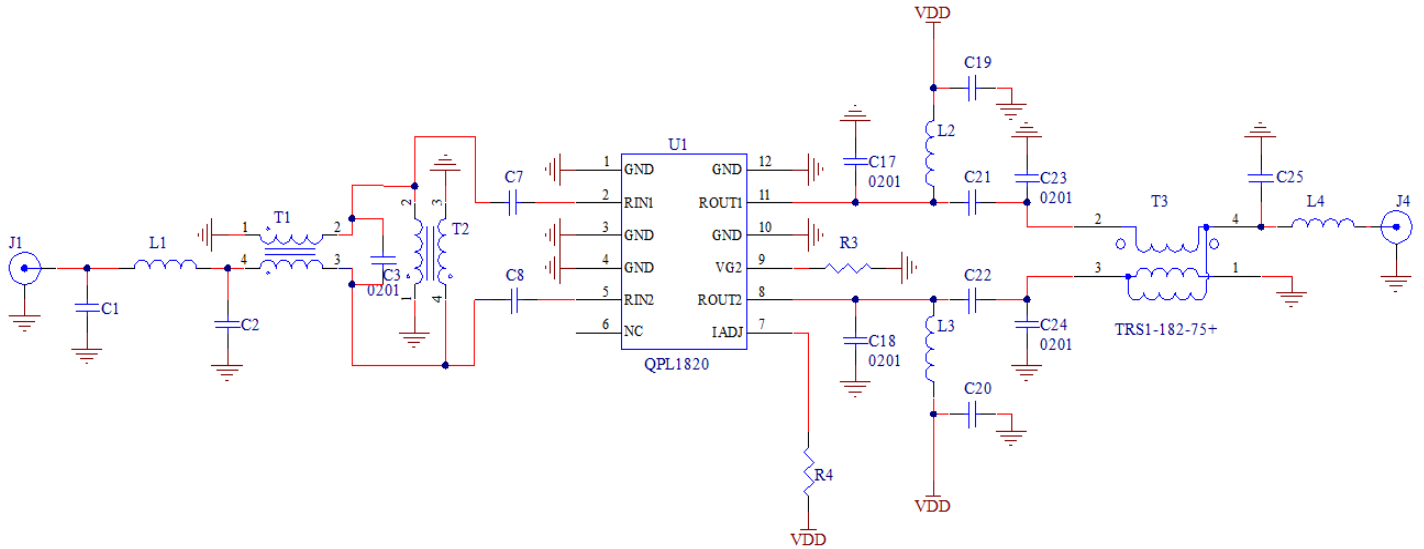 VDD
C19
L2
U1
C17
0201
C21
C23
0201
C25
C7
1
GND
GND
12
2
RIN1
ROUT1
11
2
3
T2
T3
J1
L1
1
T1
2
3
GND
GND
10
R3
2
4
L4
J4
4
3
C3
0201
4
GND
VG2
9
C22
3
1
C1
C2
1
4
C8
5
RIN2
ROUT2
8
L3
C24
0201
TRS1-182-75+
6
NC
IADJ
7
C18
0201
QPL1820
C20
R4
VDD
VDD